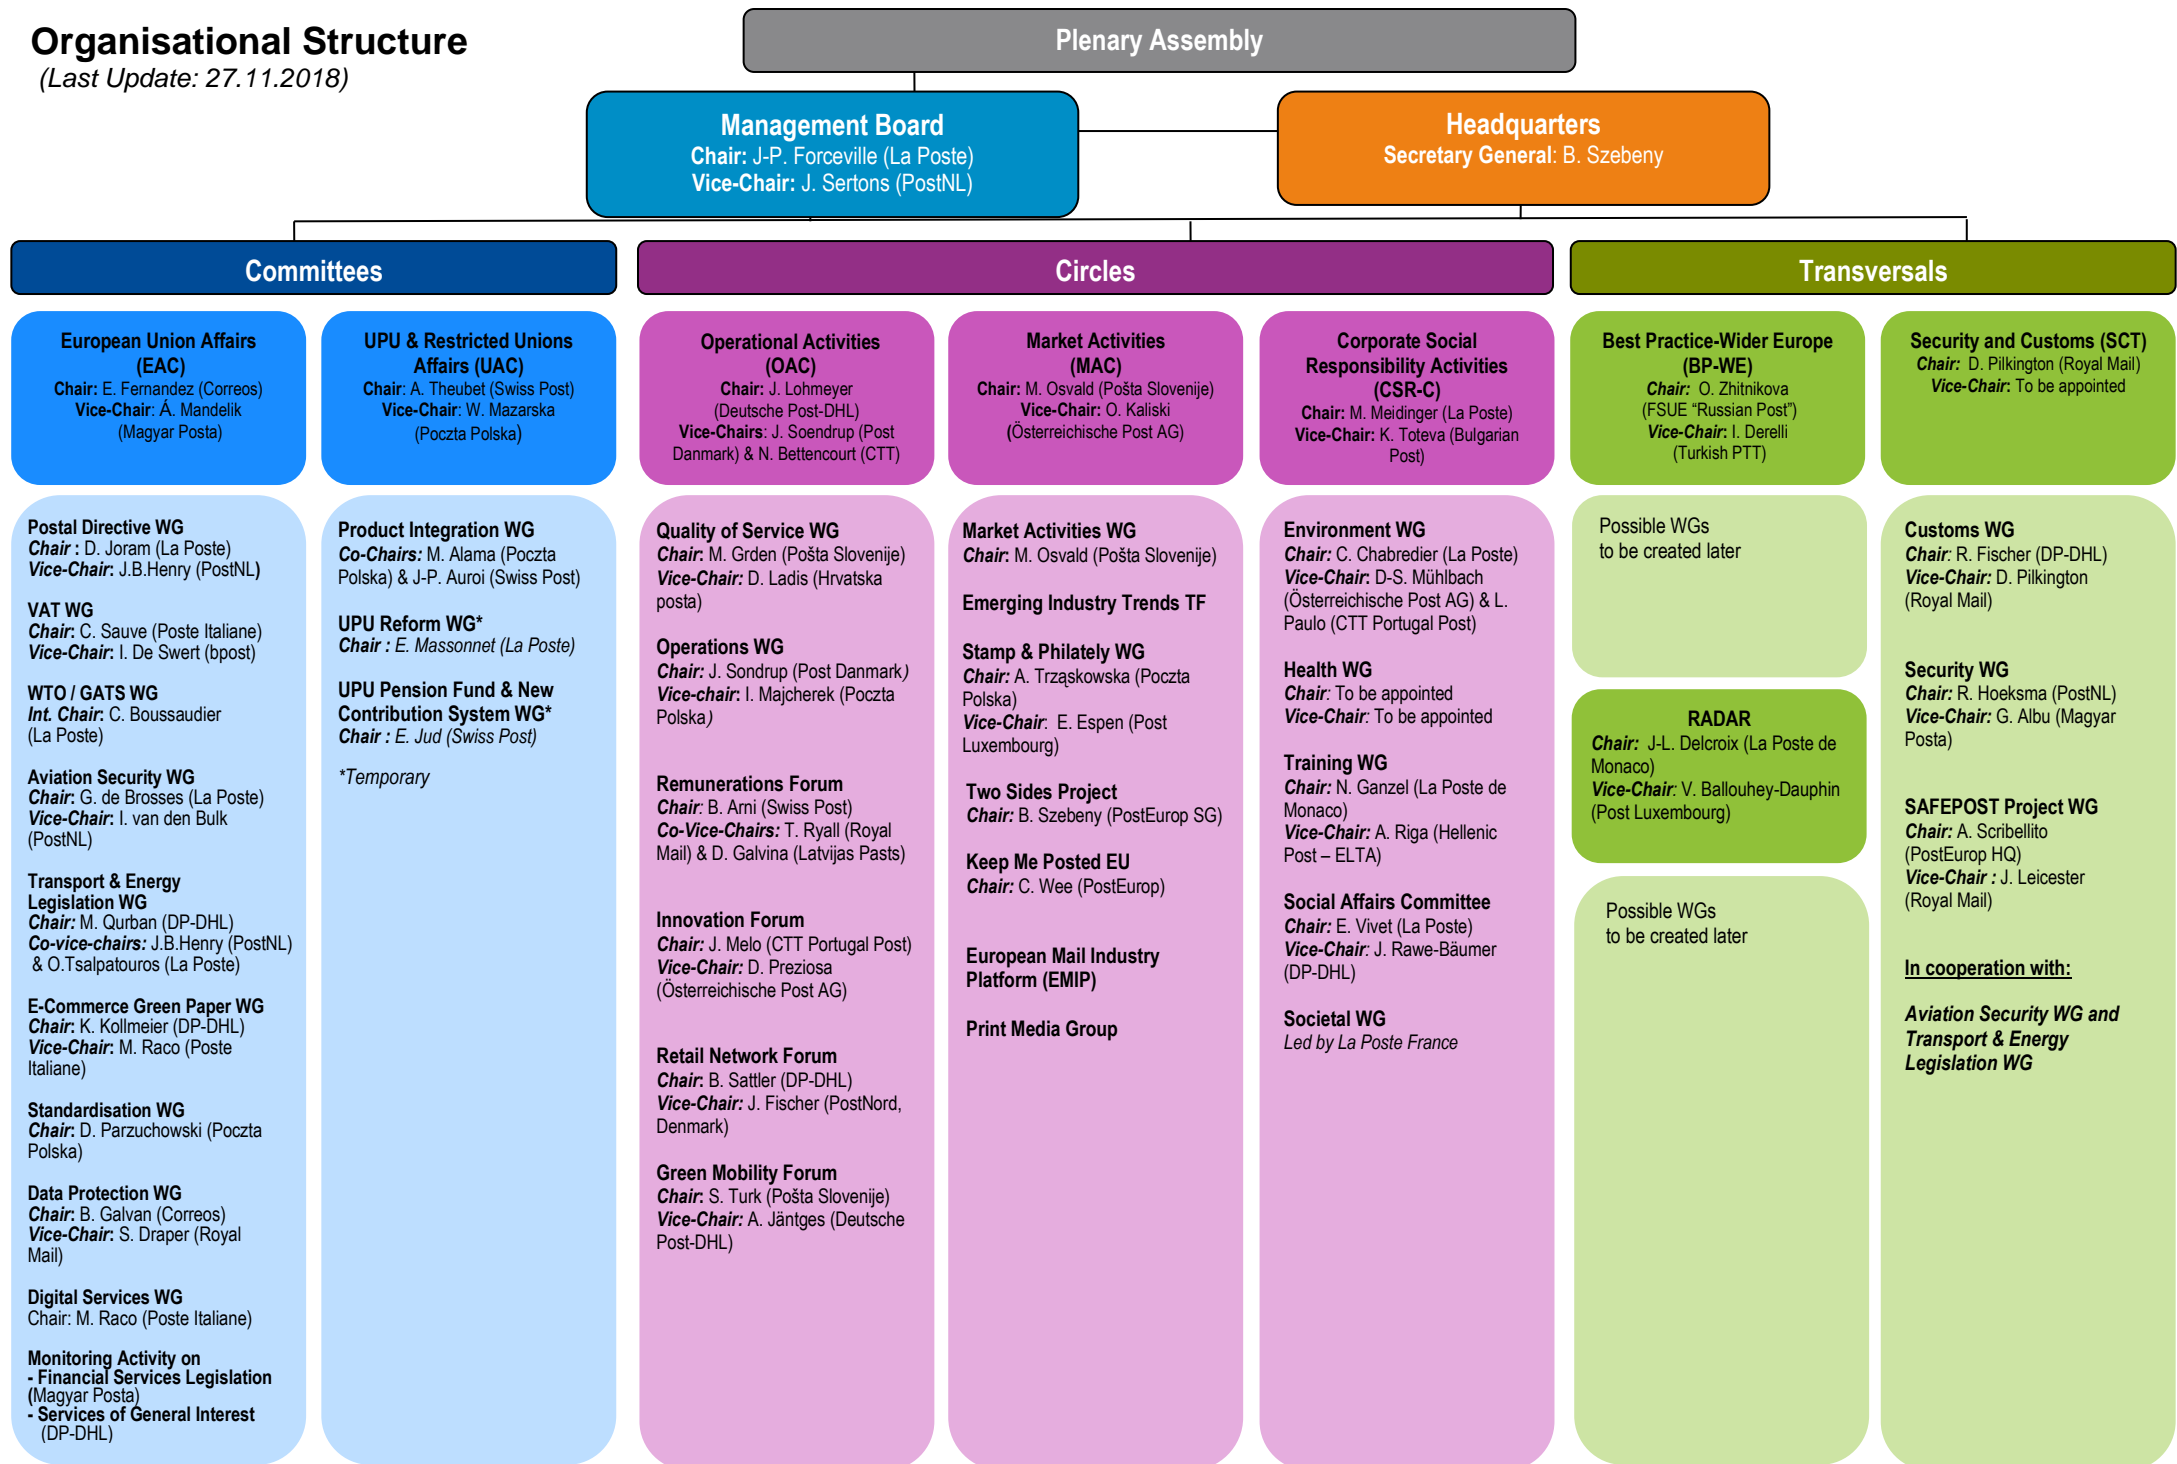 Organisational Structure
(Last Update: 27.11.2018)
Plenary Assembly
Management Board
Chair: J-P. Forceville (La Poste)
Vice-Chair: J. Sertons (PostNL)
Headquarters
Secretary General: B. Szebeny
Committees
Circles
Transversals
European Union Affairs
(EAC)
Chair: E. Fernandez (Correos)
Vice-Chair: Á. Mandelik
(Magyar Posta)
UPU & Restricted Unions
Affairs (UAC)
Chair: A. Theubet (Swiss Post)
Vice-Chair: W. Mazarska
(Poczta Polska)
Operational Activities
(OAC)
Chair: J. Lohmeyer
(Deutsche Post-DHL)
Vice-Chairs: J. Soendrup (Post
Danmark) & N. Bettencourt (CTT)
Market Activities
(MAC)
Chair: M. Osvald (Pošta Slovenije)
Vice-Chair: O. Kaliski
(Österreichische Post AG)
Corporate Social
Responsibility Activities
(CSR-C)
Chair: M. Meidinger (La Poste)
Vice-Chair: K. Toteva (Bulgarian
Post)
Best Practice-Wider Europe
(BP-WE)
Chair: O. Zhitnikova
(FSUE “Russian Post”)
Vice-Chair: I. Derelli
(Turkish PTT)
Security and Customs (SCT)
Chair: D. Pilkington (Royal Mail)
Vice-Chair: To be appointed
Postal Directive WG
Chair : D. Joram (La Poste)
Vice-Chair: J.B.Henry (PostNL)
VAT WG
Chair: C. Sauve (Poste Italiane)
Vice-Chair: I. De Swert (bpost)
WTO / GATS WG
Int. Chair: C. Boussaudier
(La Poste)
Aviation Security WG
Chair: G. de Brosses (La Poste)
Vice-Chair: I. van den Bulk
(PostNL)
Transport & Energy
Legislation WG
Chair: M. Qurban (DP-DHL)
Co-vice-chairs: J.B.Henry (PostNL)
& O.Tsalpatouros (La Poste)
E-Commerce Green Paper WG
Chair: K. Kollmeier (DP-DHL)
Vice-Chair: M. Raco (Poste
Italiane)
Standardisation WG
Chair: D. Parzuchowski (Poczta
Polska)
Data Protection WG
Chair: B. Galvan (Correos)
Vice-Chair: S. Draper (Royal
Mail)
Digital Services WG
Chair: M. Raco (Poste Italiane)
Monitoring Activity on
- Financial Services Legislation
(Magyar Posta)
- Services of General Interest
(DP-DHL)
Product Integration WG
Co-Chairs: M. Alama (Poczta
Polska) & J-P. Auroi (Swiss Post)
UPU Reform WG*
Chair : E. Massonnet (La Poste)
UPU Pension Fund & New
Contribution System WG*
Chair : E. Jud (Swiss Post)
*Temporary
Quality of Service WG
Chair: M. Grden (Pošta Slovenije)
Vice-Chair: D. Ladis (Hrvatska
posta)
Operations WG
Chair: J. Sondrup (Post Danmark)
Vice-chair: I. Majcherek (Poczta
Polska)
Remunerations Forum
Chair: B. Arni (Swiss Post)
Co-Vice-Chairs: T. Ryall (Royal
Mail) & D. Galvina (Latvijas Pasts)
Innovation Forum
Chair: J. Melo (CTT Portugal Post)
Vice-Chair: D. Preziosa
(Österreichische Post AG)
Retail Network Forum
Chair: B. Sattler (DP-DHL)
Vice-Chair: J. Fischer (PostNord,
Denmark)
Green Mobility Forum
Chair: S. Turk (Pošta Slovenije)
Vice-Chair: A. Jäntges (Deutsche
Post-DHL)
Market Activities WG
Chair: M. Osvald (Pošta Slovenije)
Emerging Industry Trends TF
Stamp & Philately WG
Chair: A. Trząskowska (Poczta
Polska)
Vice-Chair: E. Espen (Post
Luxembourg)
Two Sides Project
Chair: B. Szebeny (PostEurop SG)
Keep Me Posted EU
Chair: C. Wee (PostEurop)
European Mail Industry
Platform (EMIP)
Print Media Group
Environment WG
Chair: C. Chabredier (La Poste)
Vice-Chair: D-S. Mühlbach
(Österreichische Post AG) & L.
Paulo (CTT Portugal Post)
Health WG
Chair: To be appointed
Vice-Chair: To be appointed
Training WG
Chair: N. Ganzel (La Poste de
Monaco)
Vice-Chair: A. Riga (Hellenic
Post – ELTA)
Social Affairs Committee
Chair: E. Vivet (La Poste)
Vice-Chair: J. Rawe-Bäumer
(DP-DHL)
Societal WG
Led by La Poste France
Possible WGs
to be created later
RADAR
Chair: J-L. Delcroix (La Poste de
Monaco)
Vice-Chair: V. Ballouhey-Dauphin
(Post Luxembourg)
Possible WGs
to be created later
Customs WG
Chair: R. Fischer (DP-DHL)
Vice-Chair: D. Pilkington
(Royal Mail)
Security WG
Chair: R. Hoeksma (PostNL)
Vice-Chair: G. Albu (Magyar
Posta)
SAFEPOST Project WG
Chair: A. Scribellito
(PostEurop HQ)
Vice-Chair : J. Leicester
(Royal Mail)
In cooperation with:
Aviation Security WG and
Transport & Energy
Legislation WG